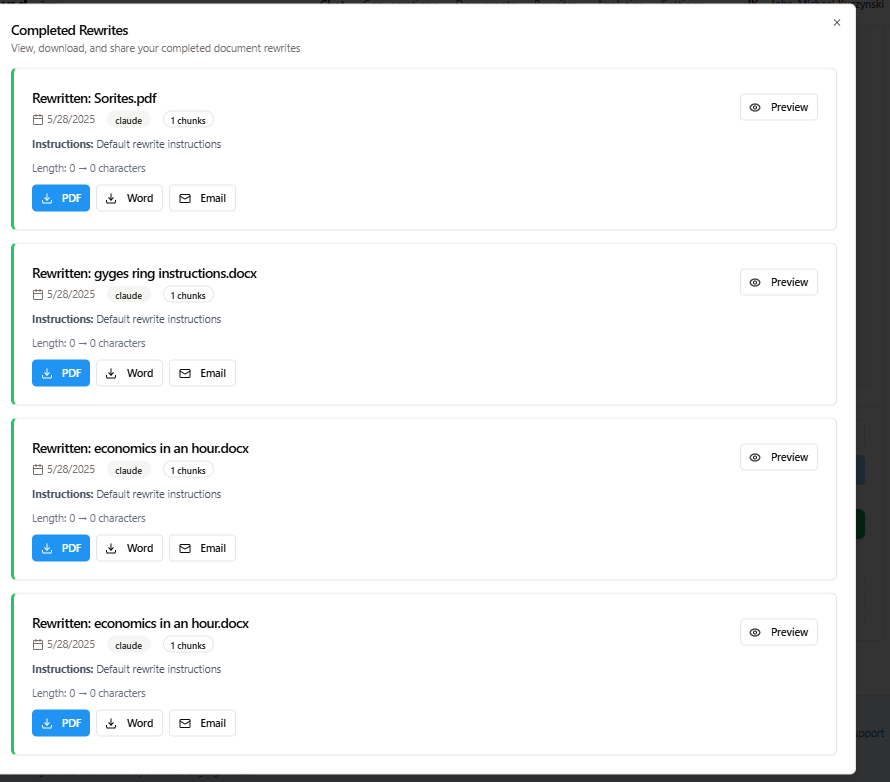 Completed Rewrites
View, download, and share your completed document rewrites
Rewritten: Sorites.pdf
Preview
5/28/2025 claude 1 chunks
Instructions: Default rewrite instructions
Length: 0 → 0 characters
PDF Word Email
Rewritten: gyges ring instructions.docx
Preview
5/28/2025 claude 1 chunks
Instructions: Default rewrite instructions
Length: 0 → 0 characters
PDF Word Email
Rewritten: economics in an hour.docx
Preview
5/28/2025 claude 1 chunks
Instructions: Default rewrite instructions
Length: 0 → 0 characters
PDF Word Email
Rewritten: economics in an hour.docx
Preview
5/28/2025 claude 1 chunks
Instructions: Default rewrite instructions
Length: 0 → 0 characters
PDF Word Email